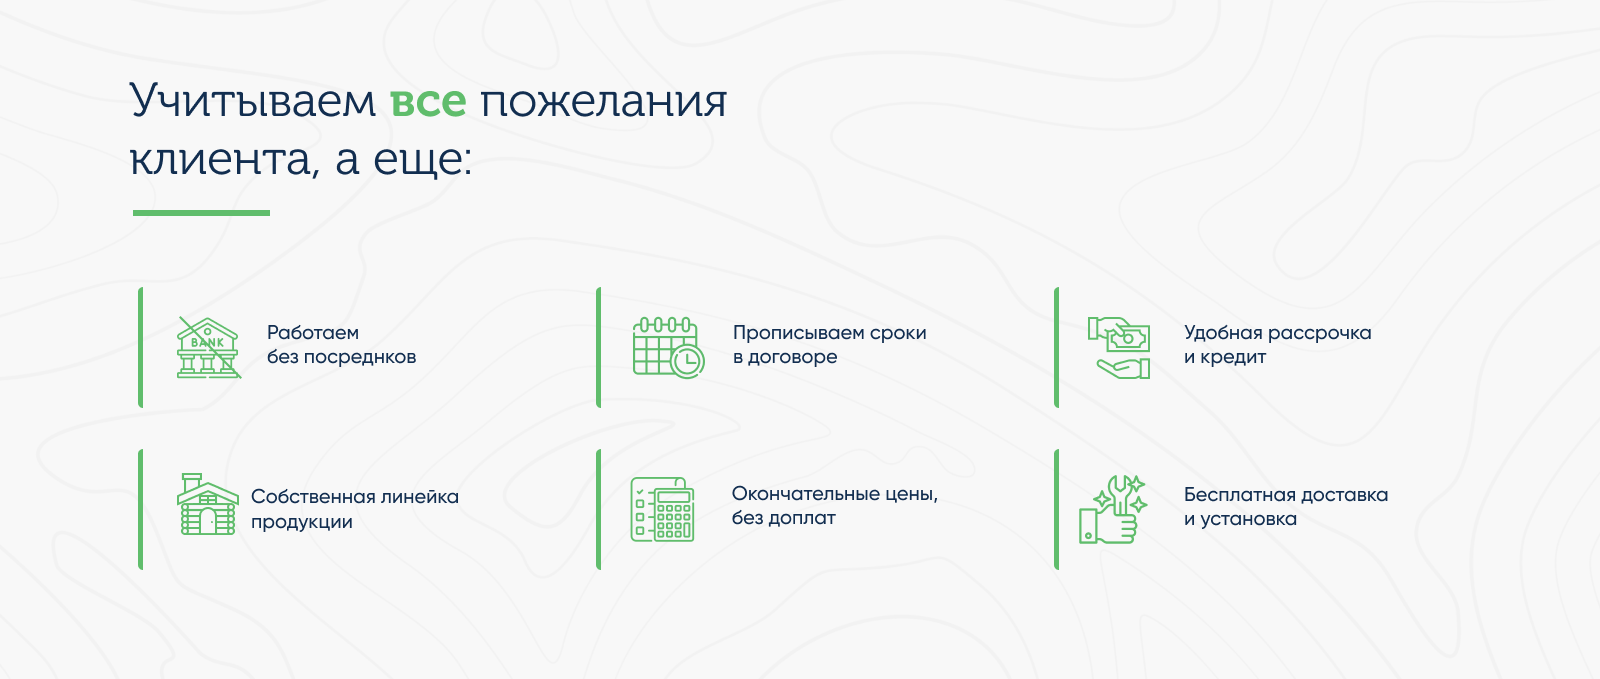 Учитываем все пожелания
клиента, а еще:
BANK
Работаем
без посреднков
Прописываем сроки
в договоре
Удобная рассрочка
и кредит
Собственная линейка
продукции
Окончательные цены,
без доплат
Бесплатная доставка
и установка